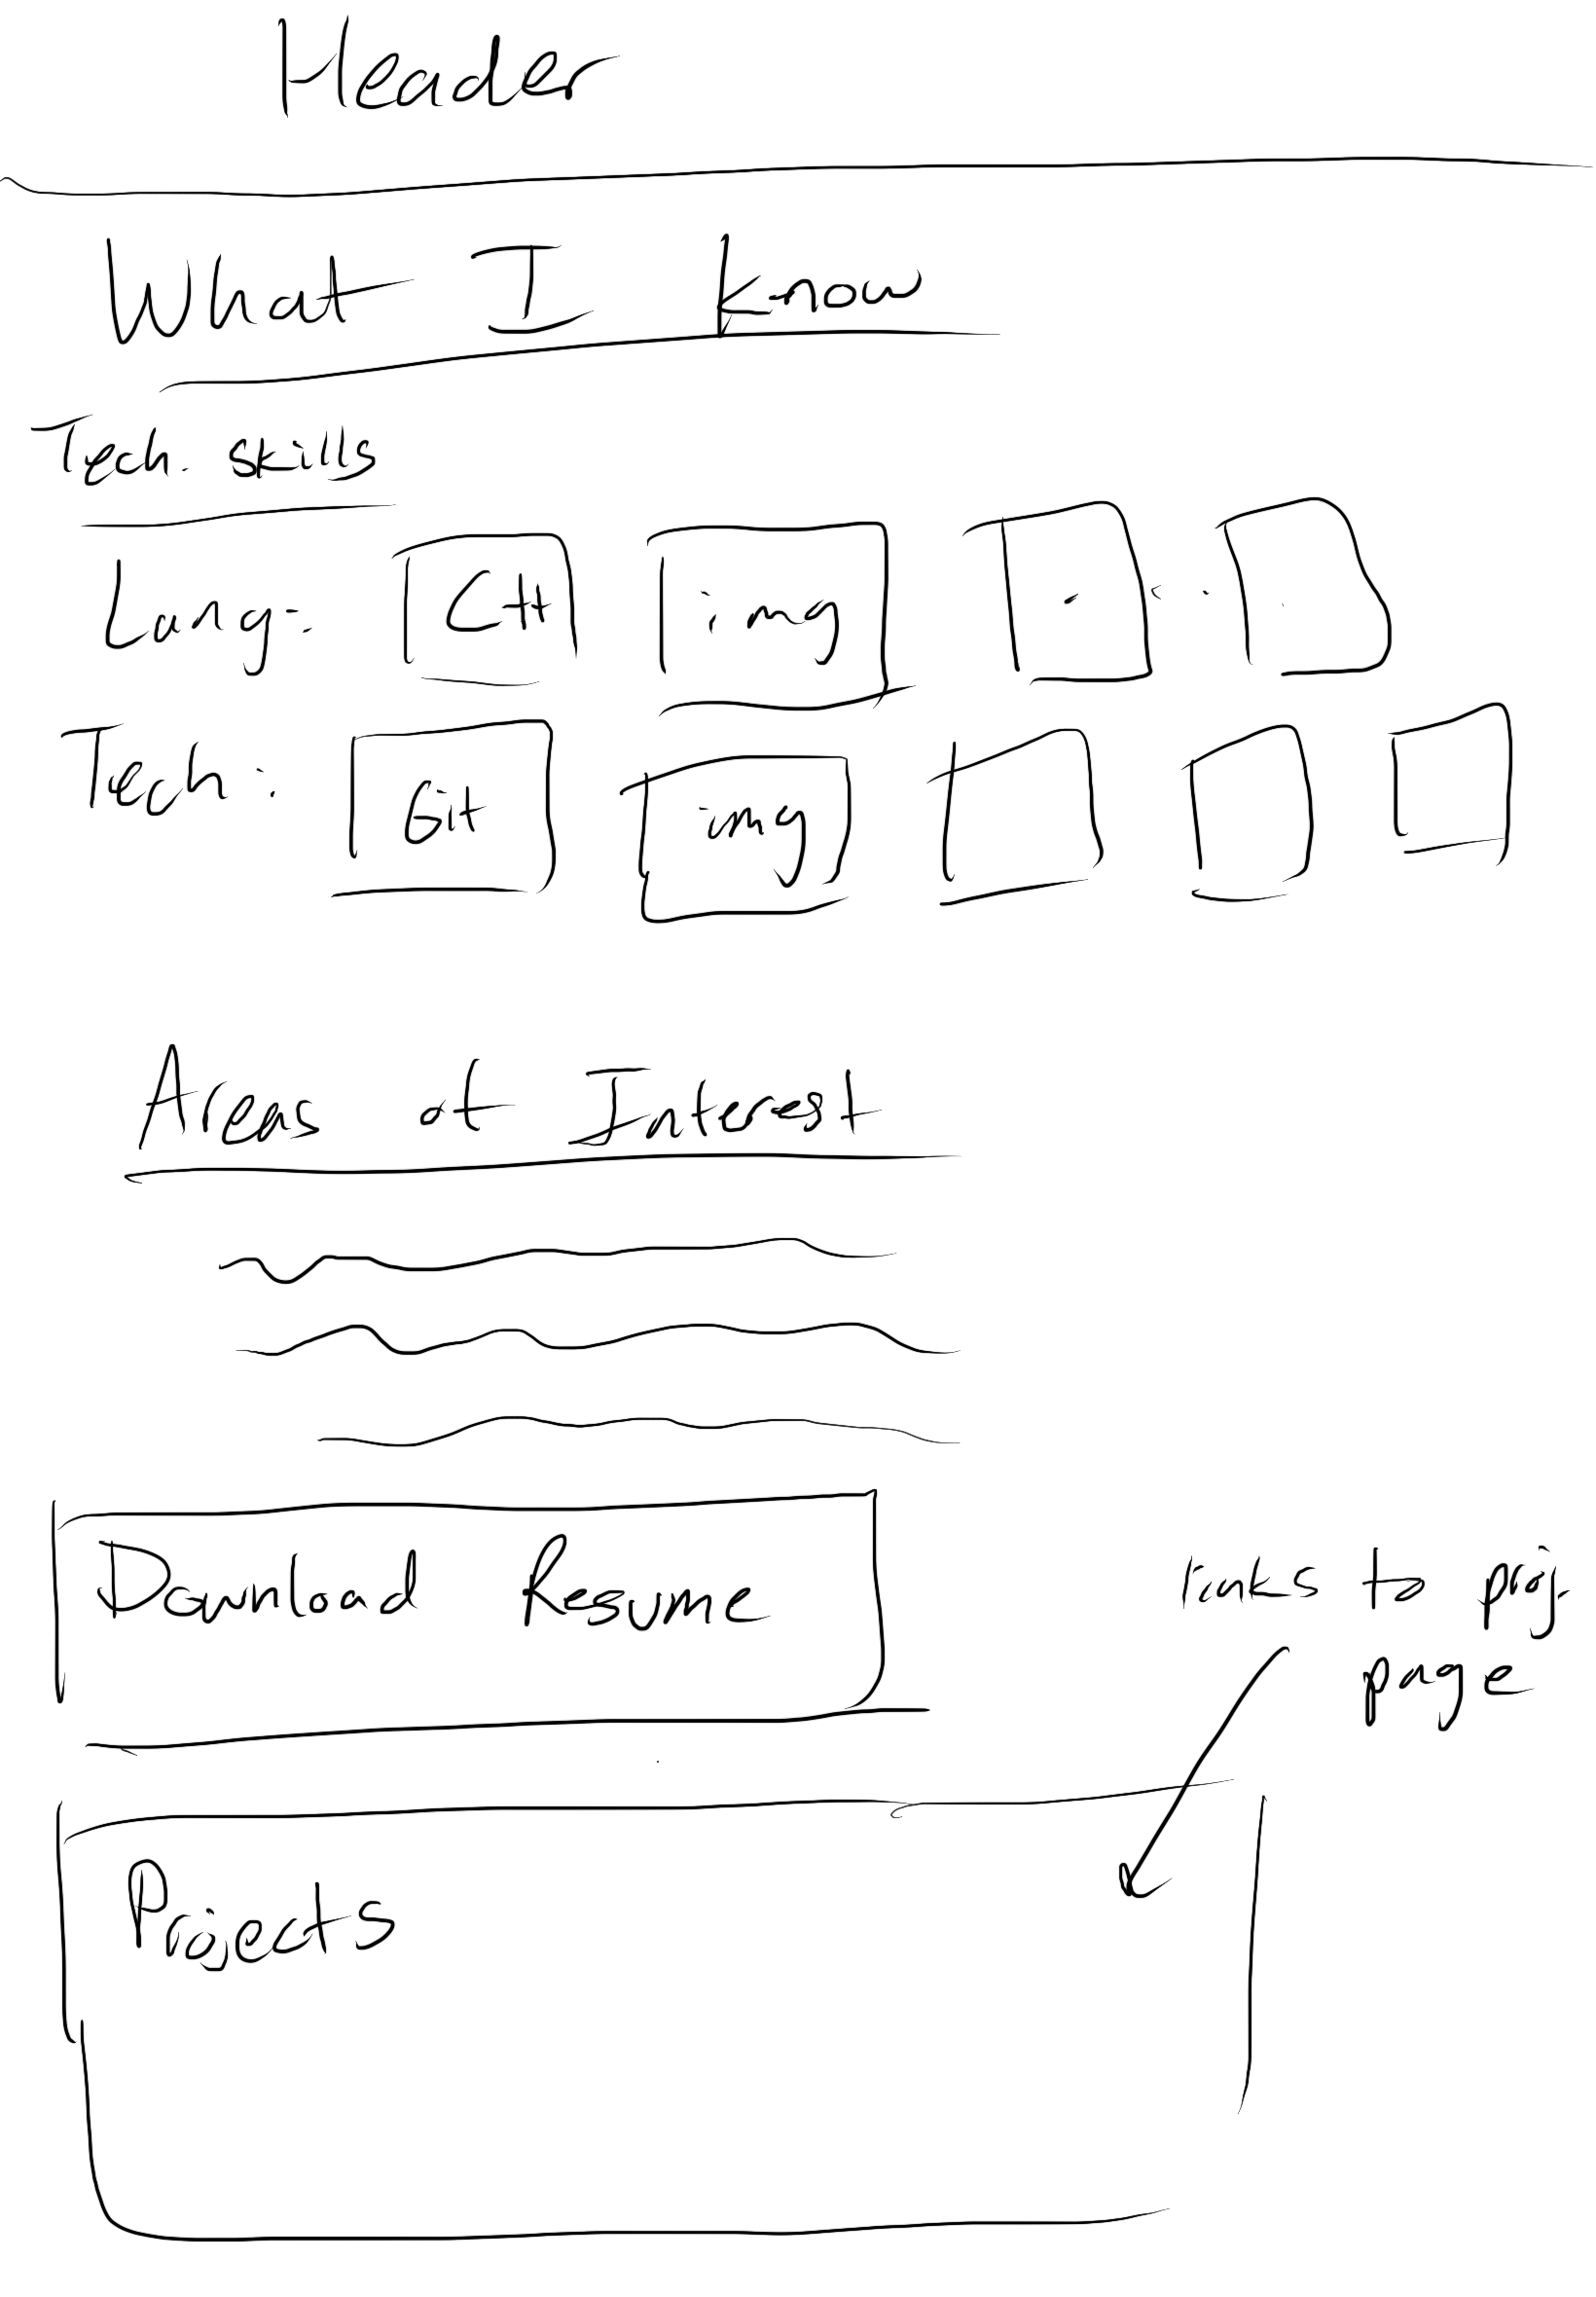 Header
What I know
Tech. skills
Lang: C++ img
Tech: Git img
Areas of Interest
Download Resume
links to proj.
page
Projects